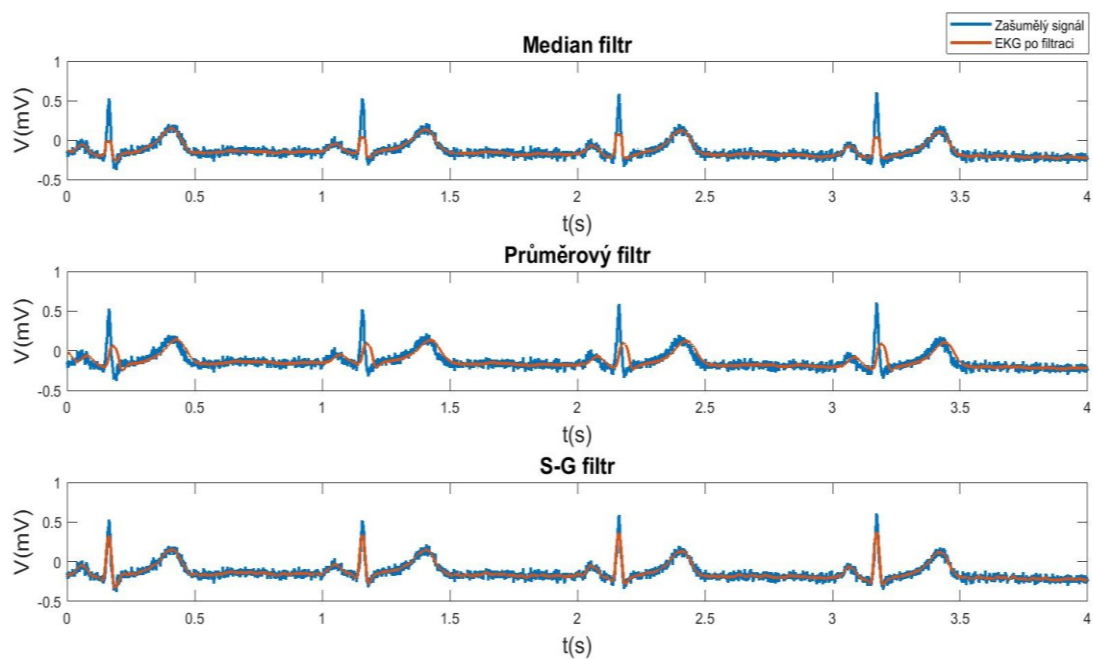 Zašumělý signál
EKG po filtraci
Median filtr
V(mV)
1
0.5
0
-0.5
0 0.5 1 1.5 2 2.5 3 3.5 4
t(s)
Průměrový filtr
V(mV)
1
0.5
0
-0.5
0 0.5 1 1.5 2 2.5 3 3.5 4
t(s)
S-G filtr
V(mV)
1
0.5
0
-0.5
0 0.5 1 1.5 2 2.5 3 3.5 4
t(s)